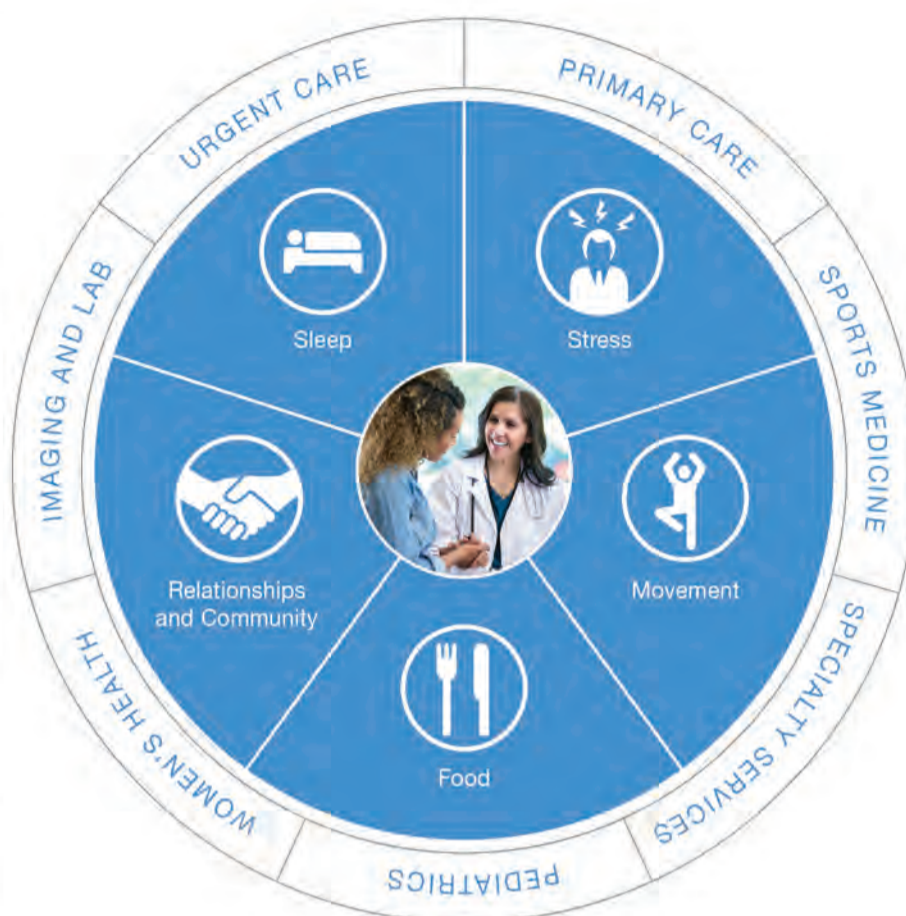 URGENT CARE
PRIMARY CARE
SPORTS MEDICINE
SPECIALTY SERVICES
PEDIATRICS
WOMEN'S HEALTH
IMAGING AND LAB
Sleep
Stress
Movement
Food
Relationships
and Community